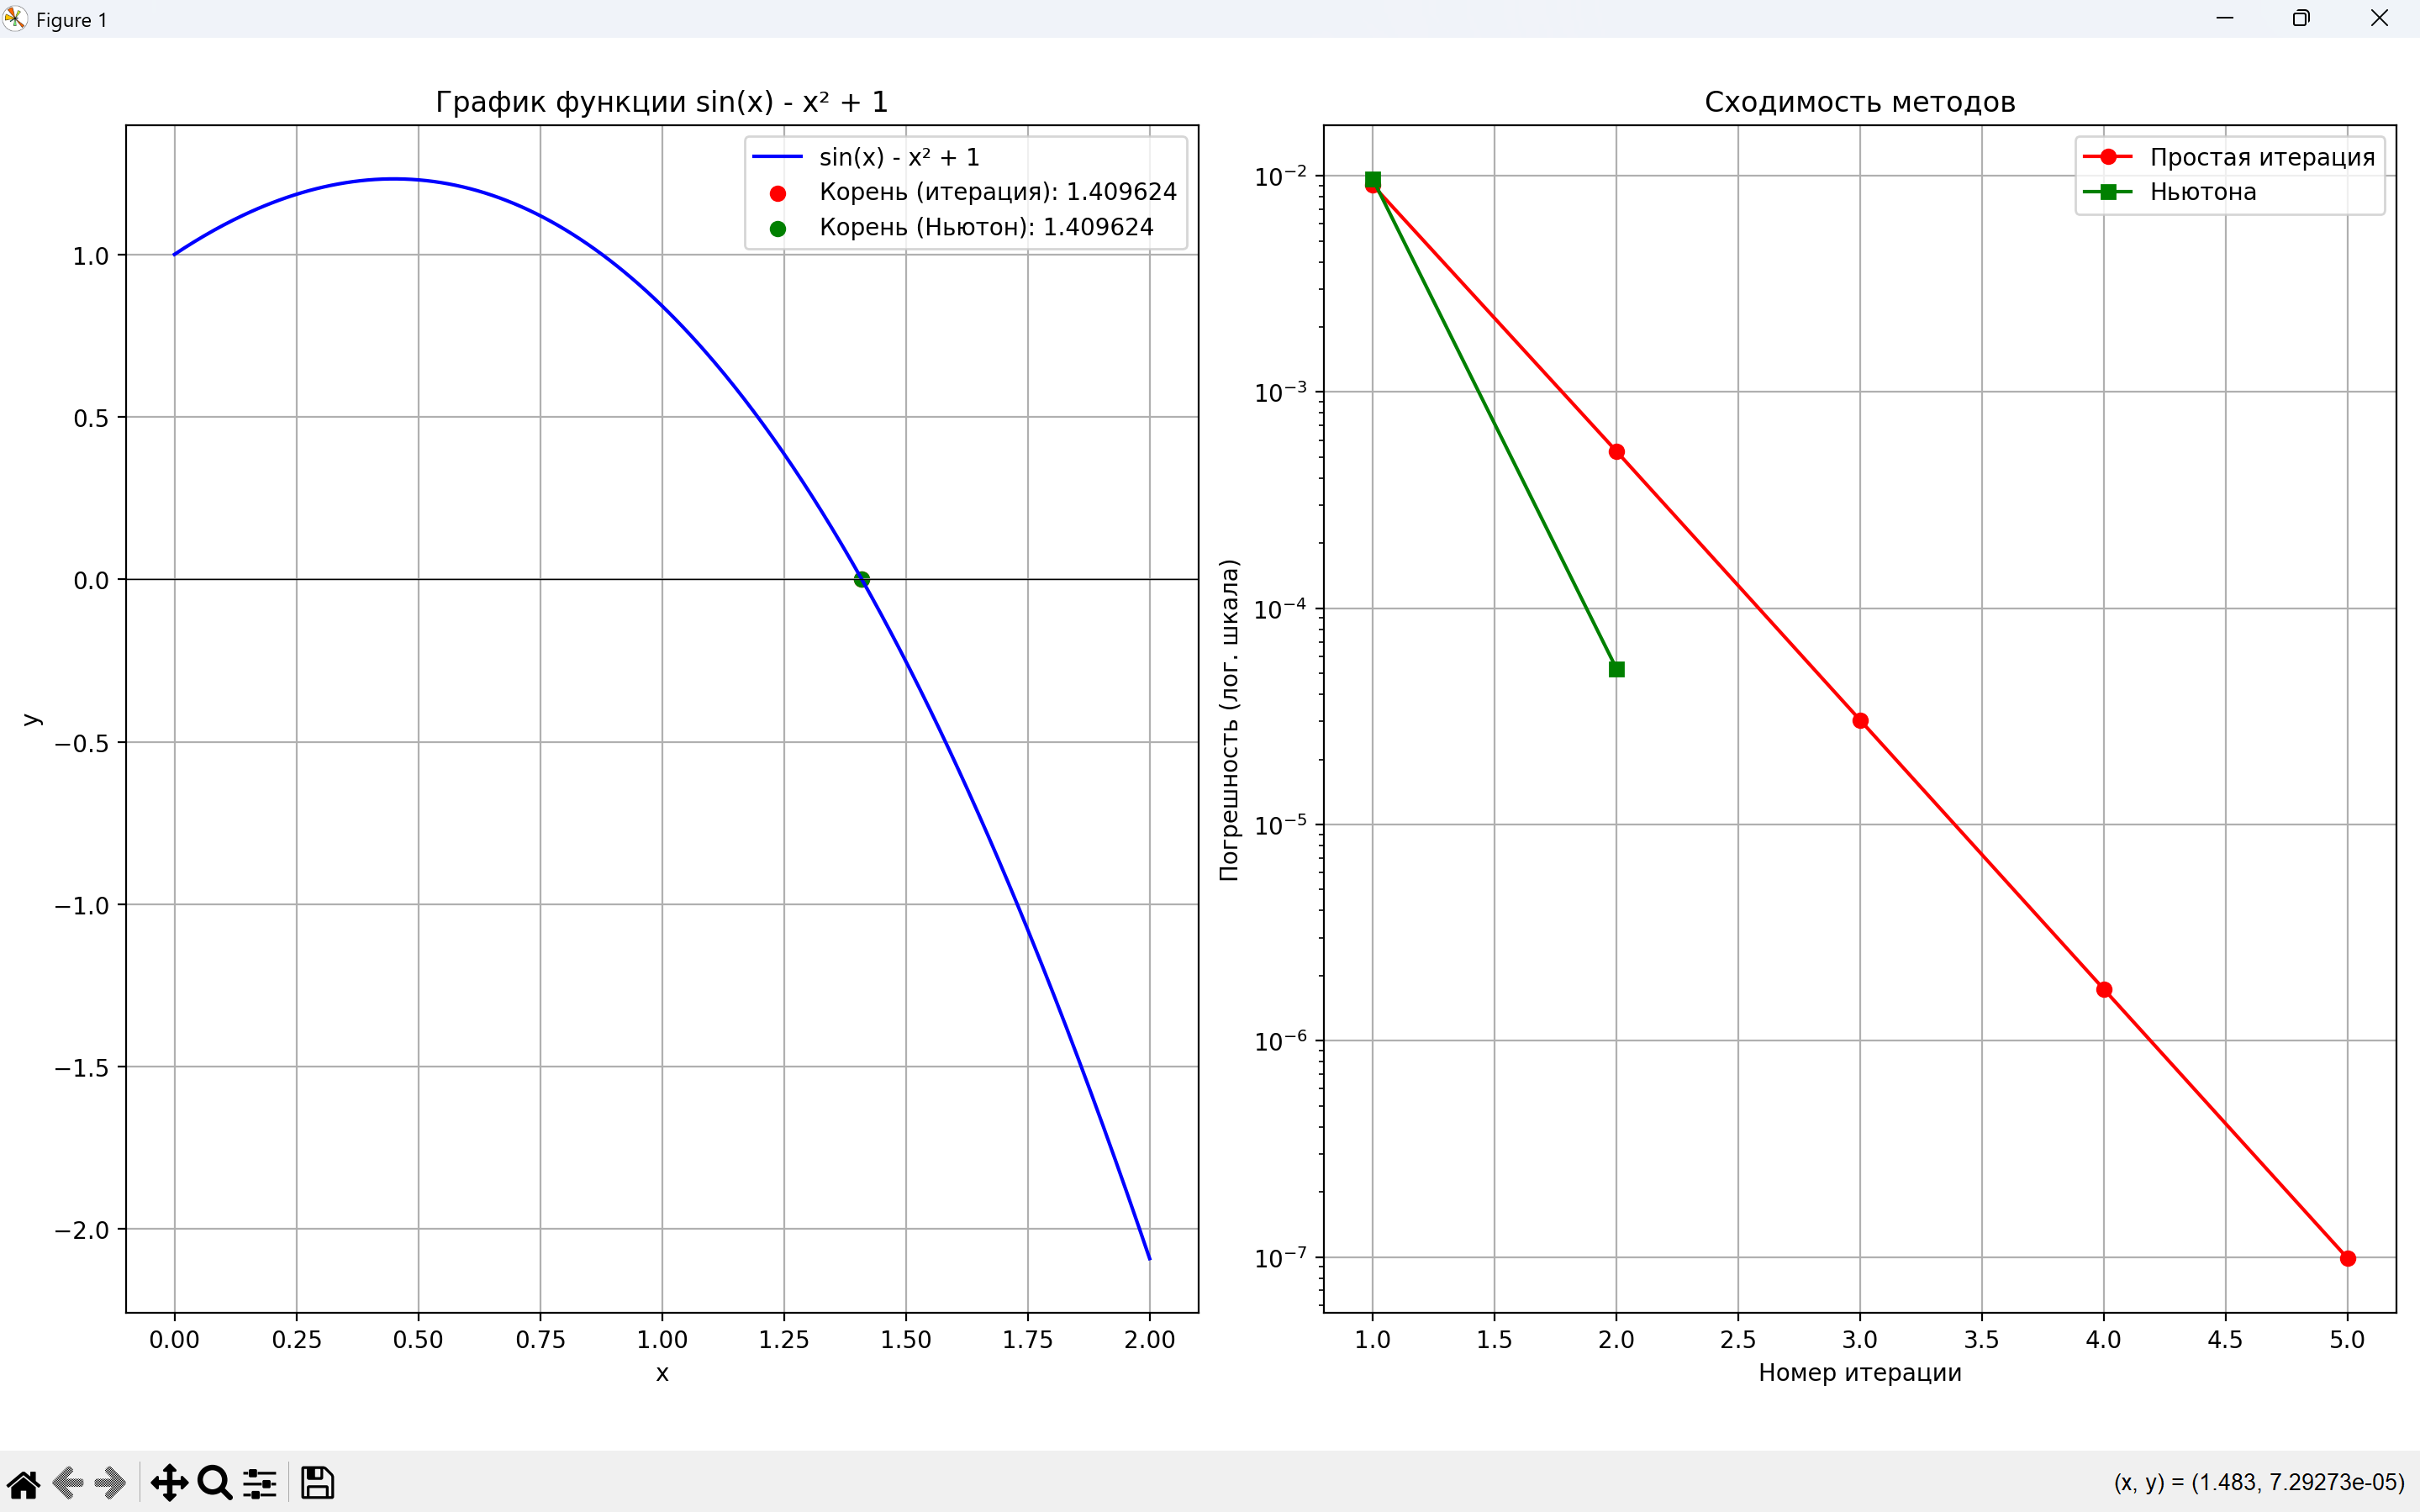 Figure 1
График функции sin(x) - x² + 1
sin(x) - x² + 1
Корень (итерация): 1.409624
Корень (Ньютон): 1.409624
1.0
0.5
0.0
−0.5
−1.0
−1.5
−2.0
y
0.00 0.25 0.50 0.75 1.00 1.25 1.50 1.75 2.00
x
Сходимость методов
Простая итерация
Ньютона
10⁻²
10⁻³
10⁻⁴
10⁻⁵
10⁻⁶
10⁻⁷
Погрешность (лог. шкала)
1.0 1.5 2.0 2.5 3.0 3.5 4.0 4.5 5.0
Номер итерации
(x, y) = (1.483, 7.29273e-05)